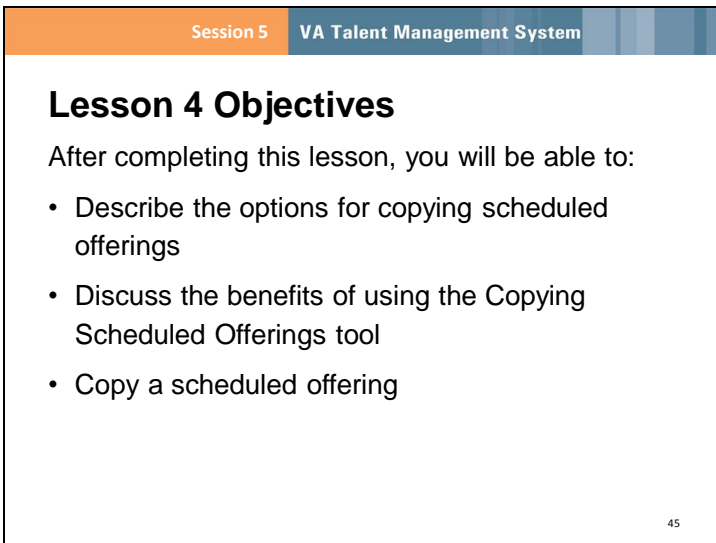 Session 5 VA Talent Management System
Lesson 4 Objectives
After completing this lesson, you will be able to:
• Describe the options for copying scheduled
offerings
• Discuss the benefits of using the Copying
Scheduled Offerings tool
• Copy a scheduled offering
45